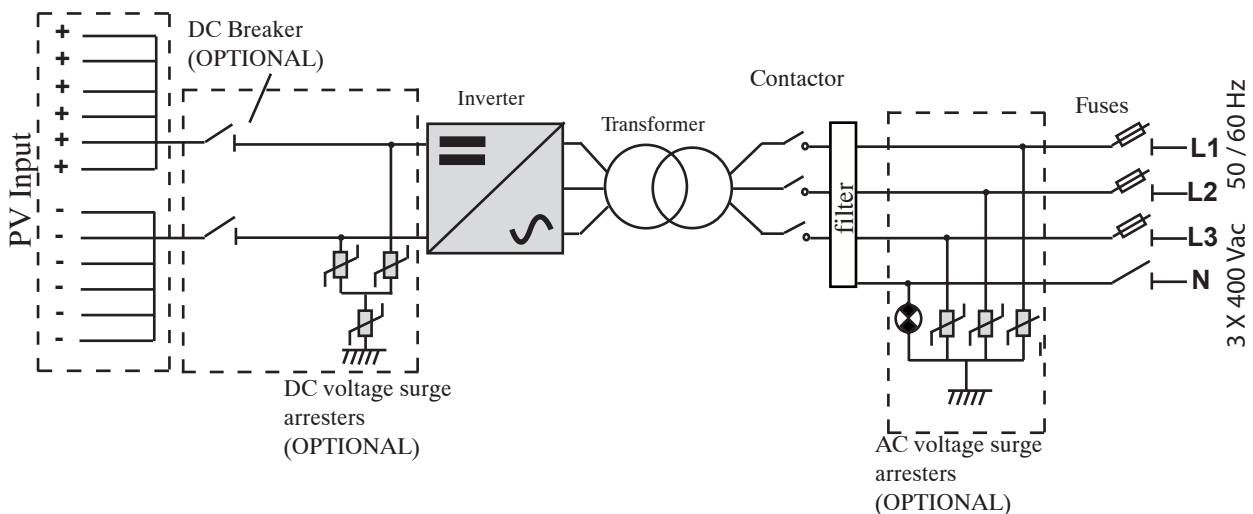 PV Input
+
+
+
+
+
+
-
-
-
-
-
-
DC Breaker
(OPTIONAL)
DC voltage surge
arresters
(OPTIONAL)
Inverter
Transformer
Contactor
filter
AC voltage surge
arresters
(OPTIONAL)
Fuses
L1
L2
L3
N
3 X 400 Vac 50 / 60 Hz